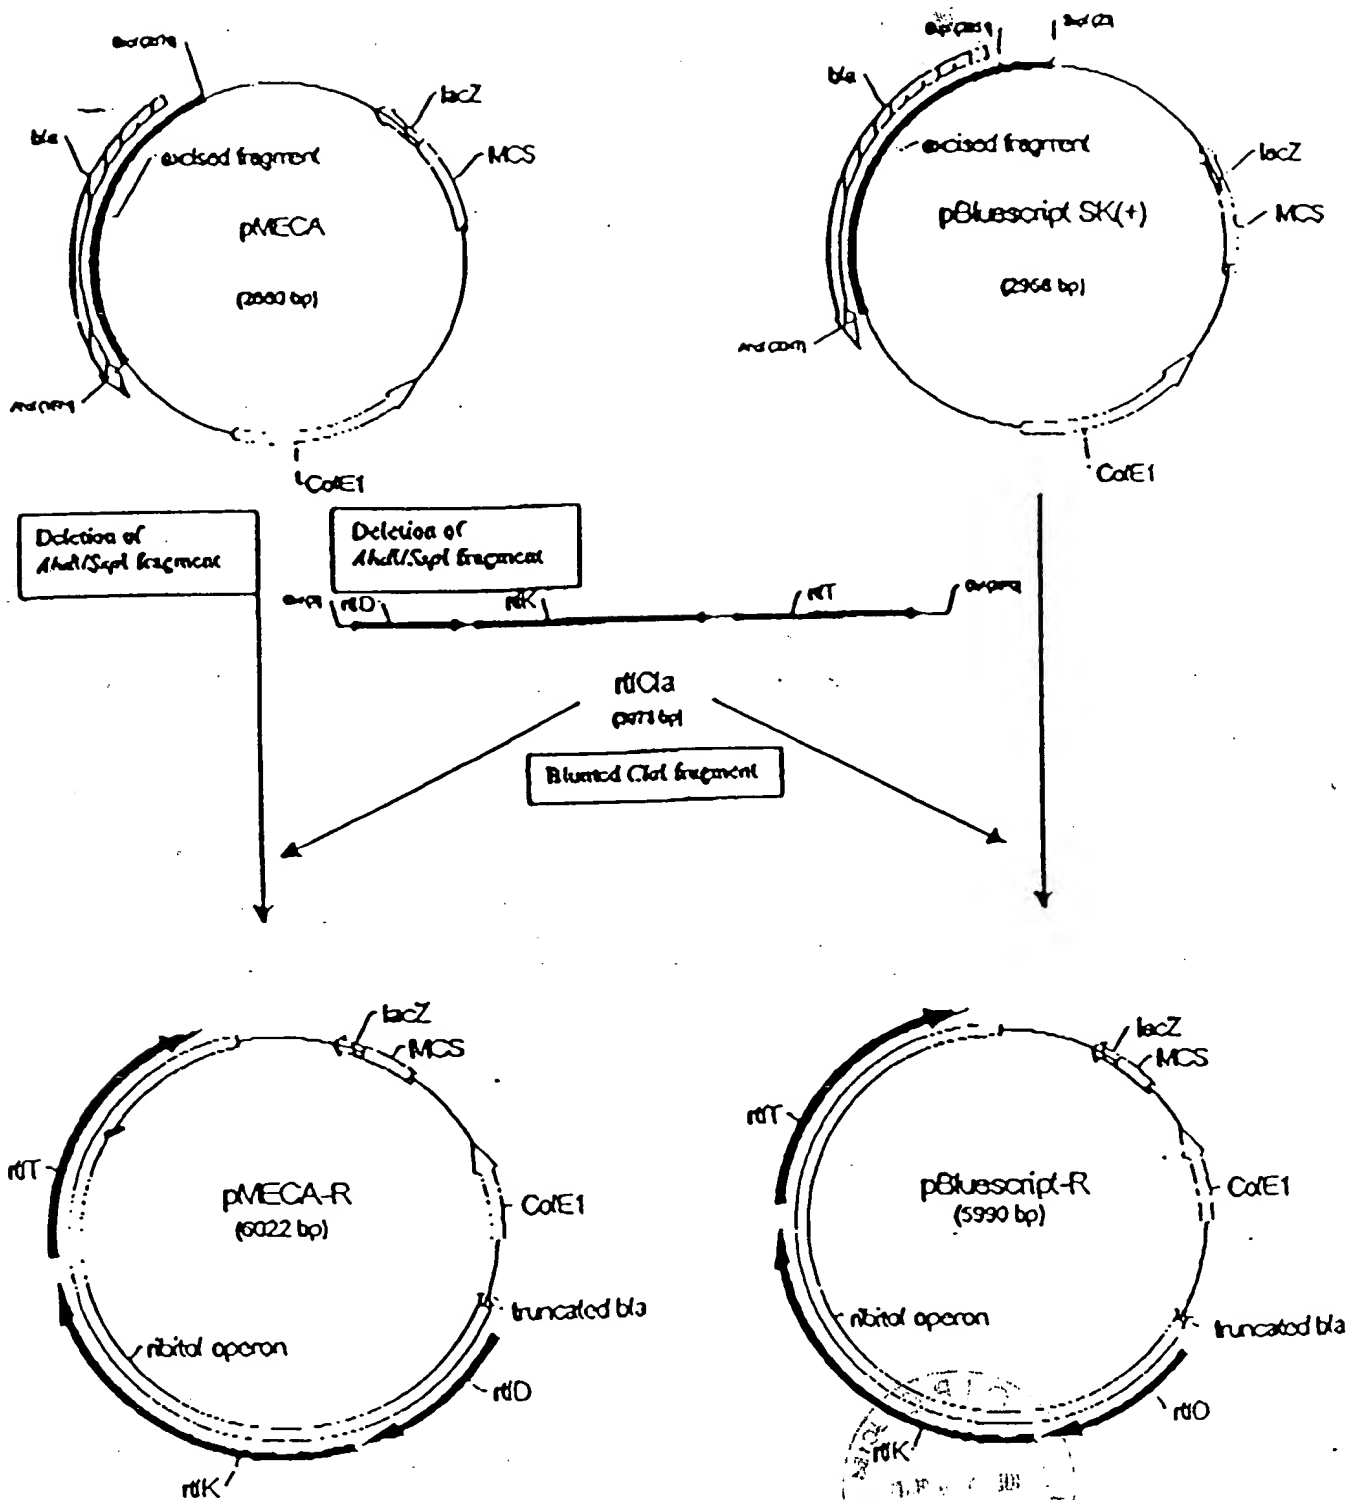 bla
lacZ
MCS
excised fragment
pMECA
ColE1
bla
lacZ
MCS
excised fragment
pBluescript SK(+)
(2958 bp)
ColE1
Deletion of
AhdI/SspI fragment
Deletion of
AhdI/SspI fragment
rtlD
rtlK
rtlT
rtlCla
Blunted ClaI fragment
lacZ
MCS
rtlT
pMECA-R
(6022 bp)
ColE1
truncated bla
ribitol operon
rtlD
rtlK
lacZ
MCS
rtlT
pBluescript-R
(5990 bp)
ColE1
truncated bla
ribitol operon
rtlD
rtlK